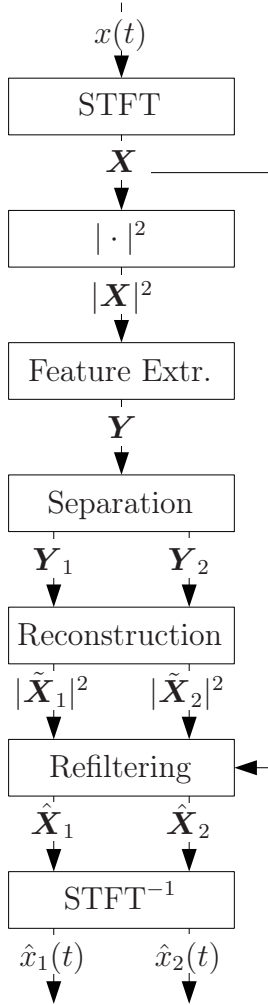 x(t)
STFT
X
| · |²
|X|²
Feature Extr.
Y
Separation
Y₁ Y₂
Reconstruction
|X̃₁|² |X̃₂|²
Refiltering
X̂₁ X̂₂
STFT⁻¹
x̂₁(t) x̂₂(t)